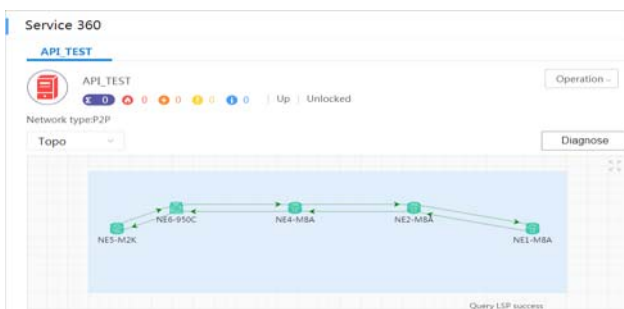 Service 360
API_TEST
API_TEST
Operation
Σ 0 0 0 0 0 Up Unlocked
Network type:P2P
Topo
Diagnose
NE6-950C
NE4-M8A
NE2-M8A
NE5-M2K
NE1-M8A
Query LSP success